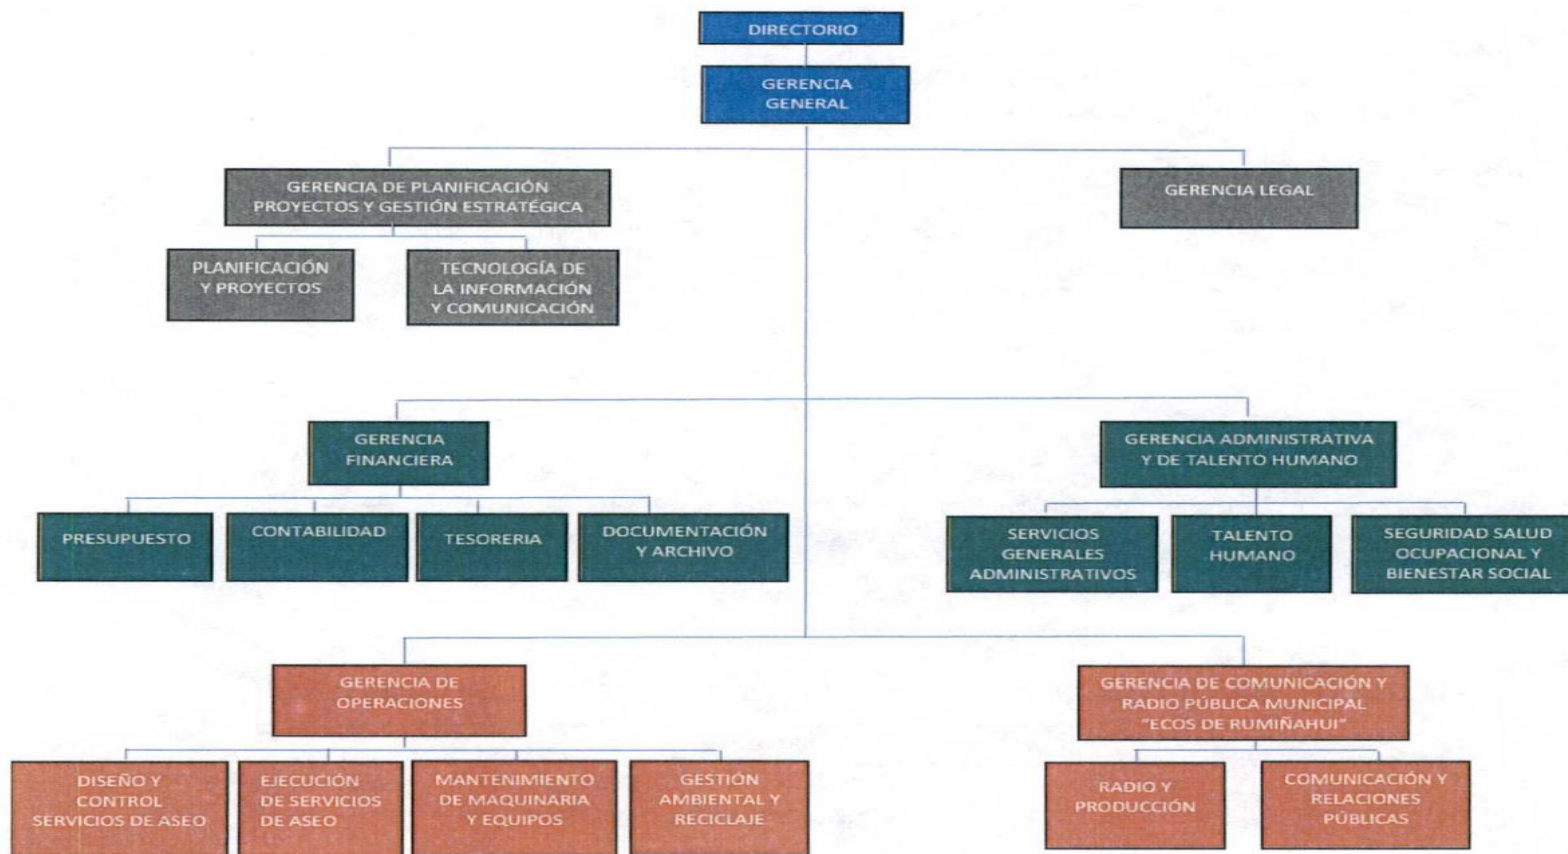 DIRECTORIO
GERENCIA
GENERAL
GERENCIA DE PLANIFICACIÓN
PROYECTOS Y GESTIÓN ESTRATÉGICA
GERENCIA LEGAL
PLANIFICACIÓN
Y PROYECTOS
TECNOLOGÍA DE
LA INFORMACIÓN
Y COMUNICACIÓN
GERENCIA
FINANCIERA
GERENCIA ADMINISTRATIVA
Y DE TALENTO HUMANO
PRESUPUESTO
CONTABILIDAD
TESORERIA
DOCUMENTACIÓN
Y ARCHIVO
SERVICIOS
GENERALES
ADMINISTRATIVOS
TALENTO
HUMANO
SEGURIDAD SALUD
OCUPACIONAL Y
BIENESTAR SOCIAL
GERENCIA DE
OPERACIONES
GERENCIA DE COMUNICACIÓN Y
RADIO PÚBLICA MUNICIPAL
"ECOS DE RUMIÑAHUI"
DISEÑO Y
CONTROL
SERVICIOS DE ASEO
EJECUCIÓN
DE SERVICIOS
DE ASEO
MANTENIMIENTO
DE MAQUINARIA
Y EQUIPOS
GESTIÓN
AMBIENTAL Y
RECICLAJE
RADIO Y
PRODUCCIÓN
COMUNICACIÓN Y
RELACIONES
PÚBLICAS